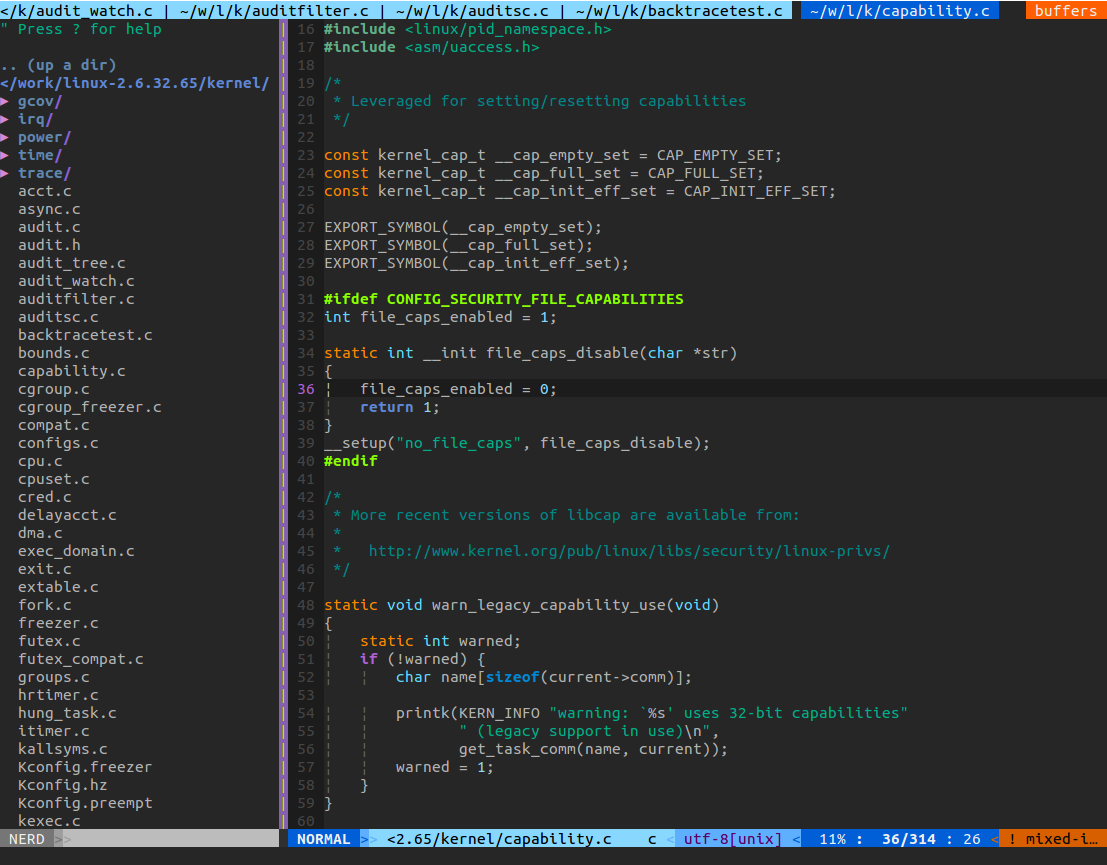 </k/audit_watch.c | ~/w/l/k/auditfilter.c | ~/w/l/k/auditsc.c | ~/w/l/k/backtracetest.c ~/w/l/k/capability.c buffers
" Press ? for help
.. (up a dir)
</work/linux-2.6.32.65/kernel/
▶ gcov/
▶ irq/
▶ power/
▶ time/
▶ trace/
acct.c
async.c
audit.c
audit.h
audit_tree.c
audit_watch.c
auditfilter.c
auditsc.c
backtracetest.c
bounds.c
capability.c
cgroup.c
cgroup_freezer.c
compat.c
configs.c
cpu.c
cpuset.c
cred.c
delayacct.c
dma.c
exec_domain.c
exit.c
extable.c
fork.c
freezer.c
futex.c
futex_compat.c
groups.c
hrtimer.c
hung_task.c
itimer.c
kallsyms.c
Kconfig.freezer
Kconfig.hz
Kconfig.preempt
kexec.c
16 #include <linux/pid_namespace.h>
17 #include <asm/uaccess.h>
18
19 /*
20  * Leveraged for setting/resetting capabilities
21  */
22
23 const kernel_cap_t __cap_empty_set = CAP_EMPTY_SET;
24 const kernel_cap_t __cap_full_set = CAP_FULL_SET;
25 const kernel_cap_t __cap_init_eff_set = CAP_INIT_EFF_SET;
26
27 EXPORT_SYMBOL(__cap_empty_set);
28 EXPORT_SYMBOL(__cap_full_set);
29 EXPORT_SYMBOL(__cap_init_eff_set);
30
31 #ifdef CONFIG_SECURITY_FILE_CAPABILITIES
32 int file_caps_enabled = 1;
33
34 static int __init file_caps_disable(char *str)
35 {
36 ¦   file_caps_enabled = 0;
37 ¦   return 1;
38 }
39 __setup("no_file_caps", file_caps_disable);
40 #endif
41
42 /*
43  * More recent versions of libcap are available from:
44  *
45  *   http://www.kernel.org/pub/linux/libs/security/linux-privs/
46  */
47
48 static void warn_legacy_capability_use(void)
49 {
50 ¦   static int warned;
51 ¦   if (!warned) {
52 ¦   ¦   char name[sizeof(current->comm)];
53
54 ¦   ¦   printk(KERN_INFO "warning: `%s' uses 32-bit capabilities"
55 ¦   ¦          " (legacy support in use)\n",
56 ¦   ¦          get_task_comm(name, current));
57 ¦   ¦   warned = 1;
58 ¦   }
59 }
60
NERD >> NORMAL >> <2.65/kernel/capability.c c < utf-8[unix] < 11% : 36/314 : 26 < ! mixed-i…